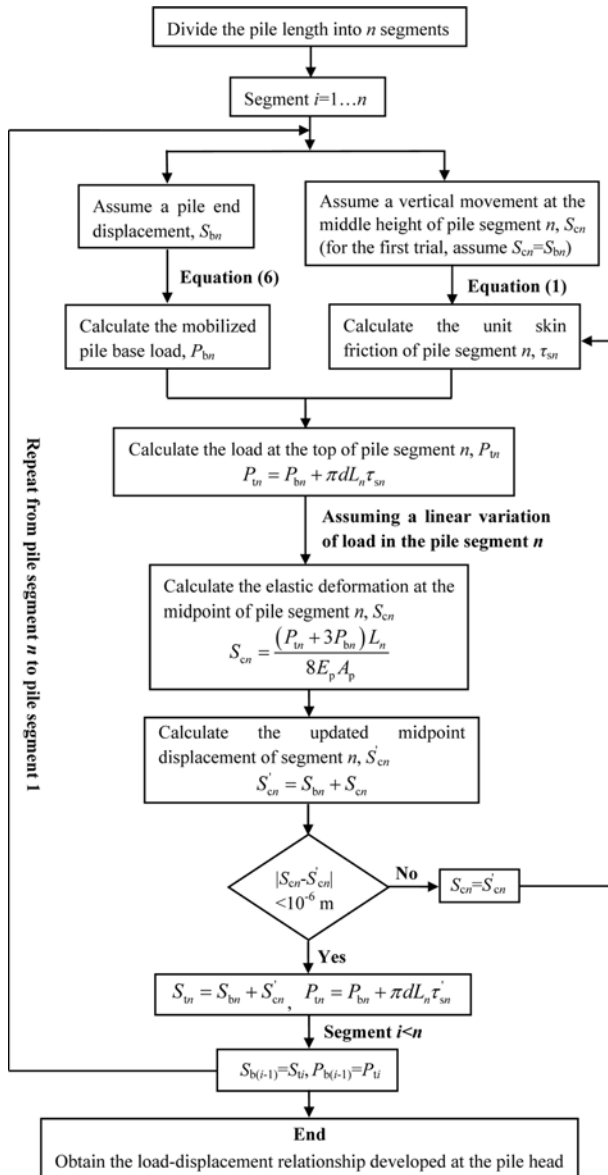 Divide the pile length into n segments
Segment i=1…n
Assume a pile end
displacement, Sbn
Assume a vertical movement at the
middle height of pile segment n, Scn
(for the first trial, assume Scn=Sbn)
Equation (6)
Equation (1)
Calculate the mobilized
pile base load, Pbn
Calculate the unit skin
friction of pile segment n, τsn
Calculate the load at the top of pile segment n, Ptn
Ptn = Pbn + πdLnτsn
Assuming a linear variation
of load in the pile segment n
Calculate the elastic deformation at the
midpoint of pile segment n, Scn
Scn = (Ptn + 3Pbn)Ln / 8EpAp
Calculate the updated midpoint
displacement of segment n, S'cn
S'cn = Sbn + Scn
|Scn-S'cn|
<10⁻⁶ m
No
Scn=S'cn
Yes
Stn = Sbn + S'cn, Ptn = Pbn + πdLnτ'sn
Segment i<n
Sb(i-1)=Sti, Pb(i-1)=Pti
End
Obtain the load-displacement relationship developed at the pile head
Repeat from pile segment n to pile segment 1